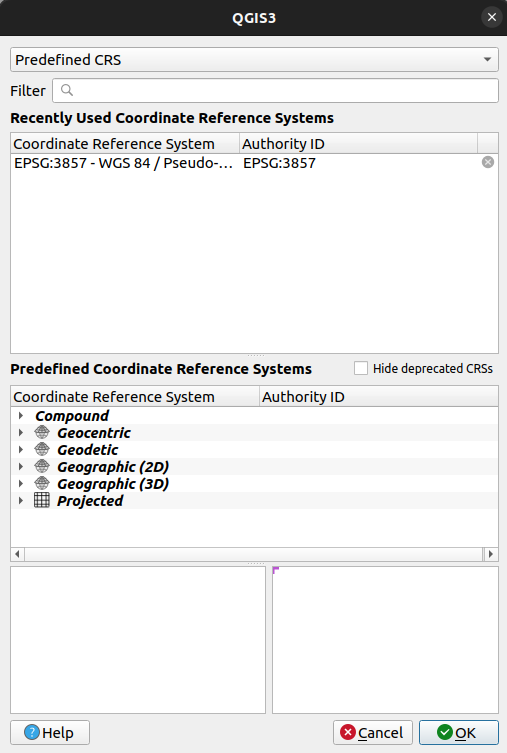 QGIS3
Predefined CRS
Filter
Recently Used Coordinate Reference Systems
Coordinate Reference System Authority ID
EPSG:3857 - WGS 84 / Pseudo-... EPSG:3857
Predefined Coordinate Reference Systems Hide deprecated CRSs
Coordinate Reference System Authority ID
Compound
Geocentric
Geodetic
Geographic (2D)
Geographic (3D)
Projected
Help Cancel OK